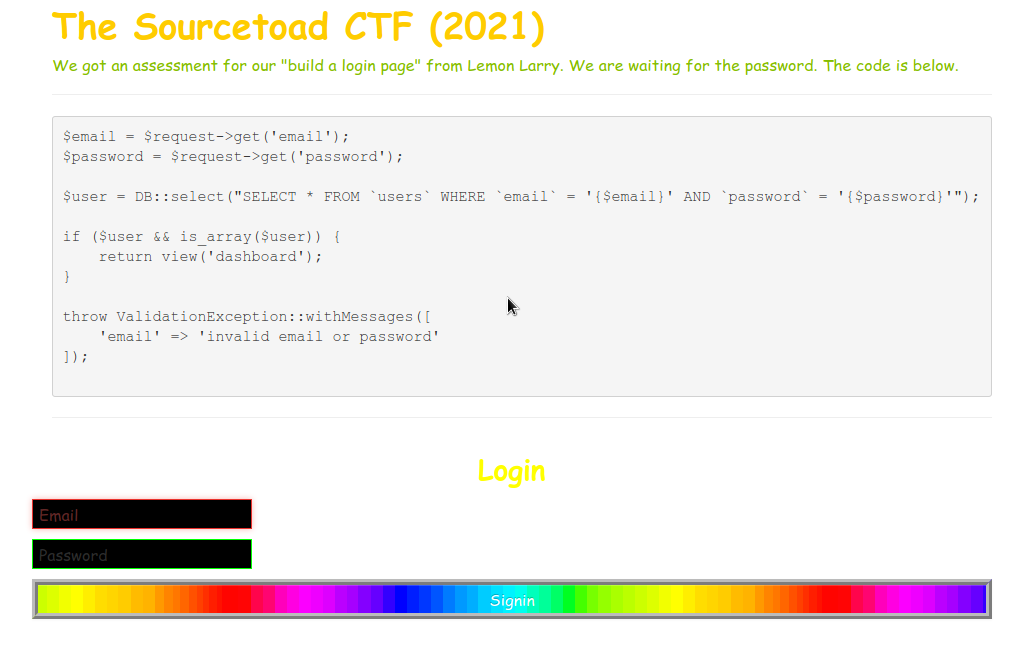 The Sourcetoad CTF (2021)
We got an assessment for our "build a login page" from Lemon Larry. We are waiting for the password. The code is below.
$email = $request->get('email');
$password = $request->get('password');
$user = DB::select("SELECT * FROM `users` WHERE `email` = '{$email}' AND `password` = '{$password}'");
if ($user && is_array($user)) {
    return view('dashboard');
}
throw ValidationException::withMessages([
    'email' => 'invalid email or password'
]);
Login
Email
Password
Signin